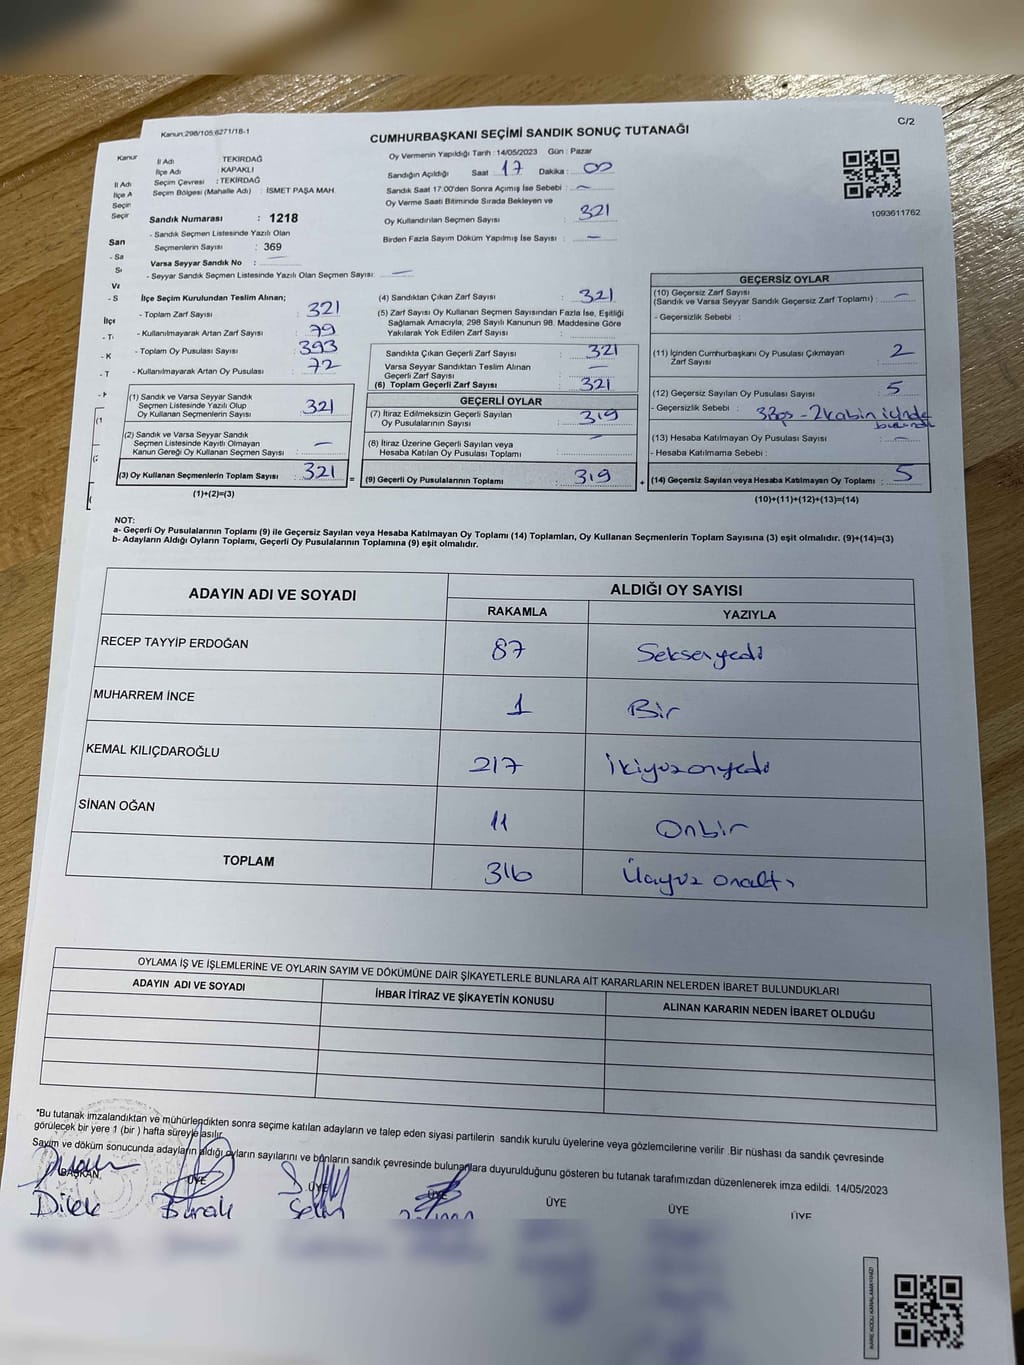 Kanun;298/105,6271/18-1
C/2
CUMHURBAŞKANI SEÇİMİ SANDIK SONUÇ TUTANAĞI
Kanur
İl Adı : TEKİRDAĞ
İlçe Adı : KAPAKLI
Seçim Çevresi : TEKİRDAĞ
Seçim Bölgesi (Mahalle Adı) : İSMET PAŞA MAH.
Oy Vermenin Yapıldığı Tarih : 14/05/2023 Gün : Pazar
Sandığın Açıldığı Saat : 17 Dakika : 00
Sandık Saat 17:00'den Sonra Açımış İse Sebebi : –
Oy Verme Saati Bitiminde Sırada Bekleyen ve
Oy Kullandırılan Seçmen Sayısı : 321
Birden Fazla Sayım Döküm Yapılmış İse Sayısı : –
1093611762
Sandık Numarası : 1218
- Sandık Seçmen Listesinde Yazılı Olan
Seçmenlerin Sayısı : 369
Varsa Seyyar Sandık No : –
- Seyyar Sandık Seçmen Listesinde Yazılı Olan Seçmen Sayısı: –
İlçe Seçim Kurulundan Teslim Alınan;
- Toplam Zarf Sayısı : 321
- Kullanılmayarak Artan Zarf Sayısı : 79
- Toplam Oy Pusulası Sayısı : 393
- Kullanılmayarak Artan Oy Pusulası : 72
(1) Sandık ve Varsa Seyyar Sandık
Seçmen Listesinde Yazılı Olup
Oy Kullanan Seçmenlerin Sayısı : 321
(2) Sandık ve Varsa Seyyar Sandık
Seçmen Listesinde Kayıtlı Olmayan
Kanun Gereği Oy Kullanan Seçmen Sayısı : –
(3) Oy Kullanan Seçmenlerin Toplam Sayısı : 321 =
(1)+(2)=(3)
(4) Sandıktan Çıkan Zarf Sayısı : 321
(5) Zarf Sayısı Oy Kullanan Seçmen Sayısından Fazla İse, Eşitliği
Sağlamak Amacıyla, 298 Sayılı Kanunun 98. Maddesine Göre
Yakılarak Yok Edilen Zarf Sayısı :
Sandıkta Çıkan Geçerli Zarf Sayısı : 321
Varsa Seyyar Sandıktan Teslim Alınan
Geçerli Zarf Sayısı : –
(6) Toplam Geçerli Zarf Sayısı : 321
GEÇERLİ OYLAR
(7) İtiraz Edilmeksizin Geçerli Sayılan
Oy Pusulalarının Sayısı : 319
(8) İtiraz Üzerine Geçerli Sayılan veya
Hesaba Katılan Oy Pusulası Toplamı : –
(9) Geçerli Oy Pusulalarının Toplamı : 319 +
GEÇERSİZ OYLAR
(10) Geçersiz Zarf Sayısı
(Sandık ve Varsa Seyyar Sandık Geçersiz Zarf Toplamı) : –
- Geçersizlik Sebebi :
(11) İçinden Cumhurbaşkanı Oy Pusulası Çıkmayan
Zarf Sayısı : 2
(12) Geçersiz Sayılan Oy Pusulası Sayısı : 5
- Geçersizlik Sebebi : 3 Boş - 2 kabin içinde
(13) Hesaba Katılmayan Oy Pusulası Sayısı : –
- Hesaba Katılmama Sebebi :
(14) Geçersiz Sayılan veya Hesaba Katılmayan Oy Toplamı : 5
(10)+(11)+(12)+(13)=(14)
NOT:
a- Geçerli Oy Pusulalarının Toplamı (9) ile Geçersiz Sayılan veya Hesaba Katılmayan Oy Toplamı (14) Toplamları, Oy Kullanan Seçmenlerin Toplam Sayısına (3) eşit olmalıdır. (9)+(14)=(3)
b- Adayların Aldığı Oyların Toplamı, Geçerli Oy Pusulalarının Toplamına (9) eşit olmalıdır.
ADAYIN ADI VE SOYADI
ALDIĞI OY SAYISI
RAKAMLA YAZIYLA
RECEP TAYYİP ERDOĞAN 87 Seksenyedi
MUHARREM İNCE 1 Bir
KEMAL KILIÇDAROĞLU 217 İkiyüzonyedi
SİNAN OĞAN 11 Onbir
TOPLAM 316 Üçyüz onaltı
OYLAMA İŞ VE İŞLEMLERİNE VE OYLARIN SAYIM VE DÖKÜMÜNE DAİR ŞİKAYETLERLE BUNLARA AİT KARARLARIN NELERDEN İBARET BULUNDUKLARI
ADAYIN ADI VE SOYADI İHBAR İTİRAZ VE ŞİKAYETİN KONUSU ALINAN KARARIN NEDEN İBARET OLDUĞU
*Bu tutanak imzalandıktan ve mühürlendikten sonra seçime katılan adayların ve talep eden siyasi partilerin sandık kurulu üyelerine veya gözlemcilerine verilir .Bir nüshası da sandık çevresinde
görülecek bir yere 1 (bir ) hafta süreyle asılır.
Sayım ve döküm sonucunda adayların aldığı oyların sayılarını ve bunların sandık çevresinde bulunanlara duyurulduğunu gösteren bu tutanak tarafımızdan düzenlenerek imza edildi. 14/05/2023
BAŞKAN ÜYE ÜYE ÜYE ÜYE ÜYE ÜYE
Dilek Burak Selin